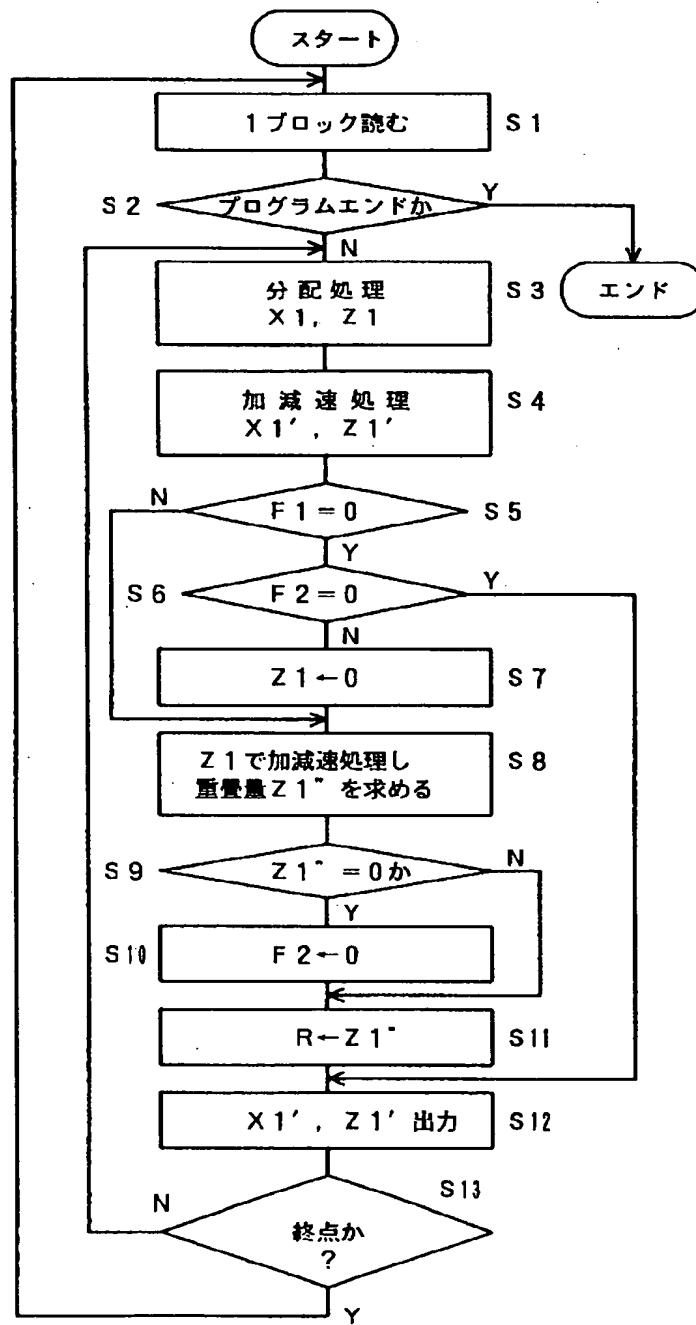 スタート
1ブロック読む
S1
S2
プログラムエンドか
Y
N
エンド
分配処理
X1, Z1
S3
加減速処理
X1′, Z1′
S4
N
F1=0
S5
Y
S6
F2=0
Y
N
Z1←0
S7
Z1で加減速処理し
重畳量Z1″を求める
S8
S9
Z1″=0か
N
Y
S10
F2←0
R←Z1″
S11
X1′, Z1′出力
S12
N
S13
終点か
?
Y